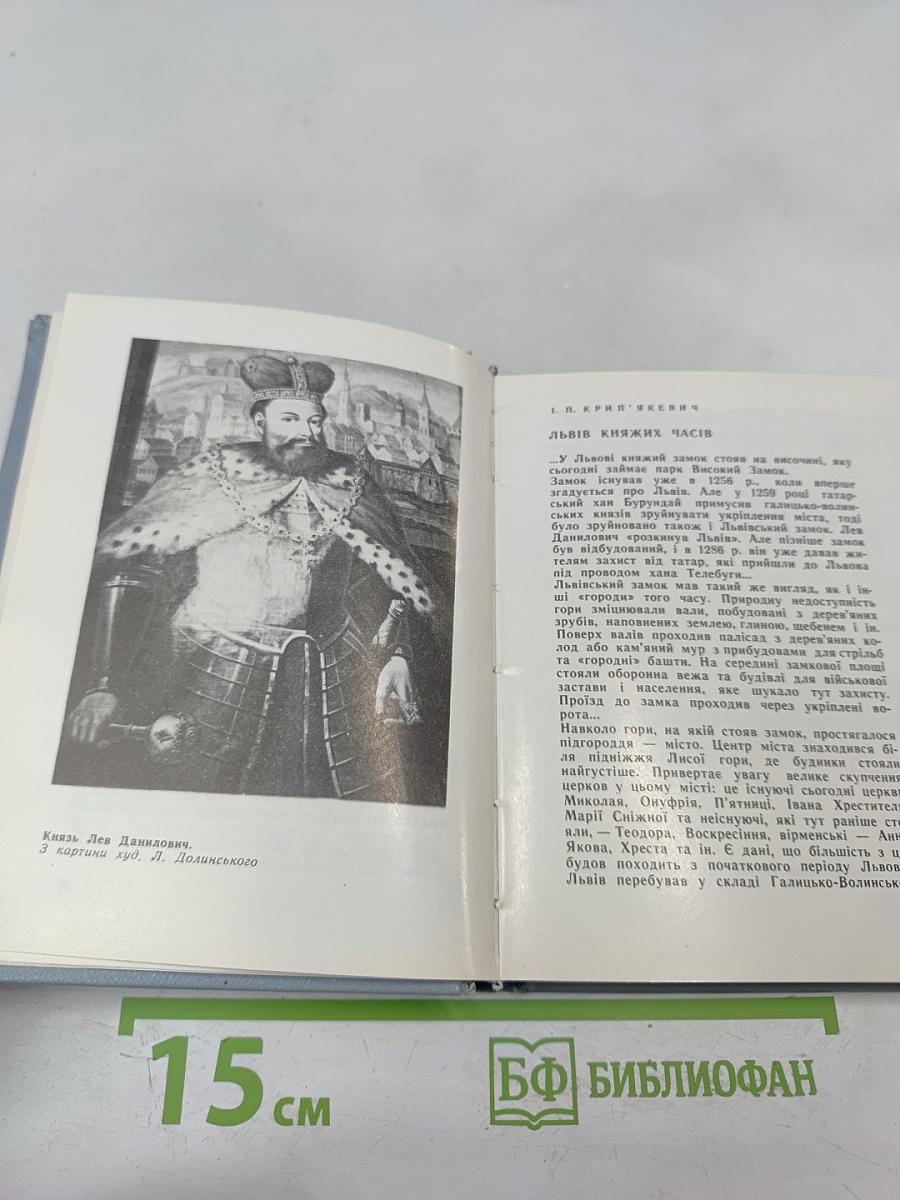 Князь Лев Данилович.
З картини худ. Л. Долинського
І. П. КРИП'ЯКЕВИЧ
ЛЬВІВ КНЯЖИХ ЧАСІВ
...У Львові княжий замок стояв на височині, яку
сьогодні займає парк Високий Замок.
Замок існував уже в 1256 р., коли вперше
згадується про Львів. Але у 1259 році татар-
ський хан Бурундай примусив галицько-волин-
ських князів зруйнувати укріплення міста, тоді
було зруйновано також і Львівський замок. Лев
Данилович «розкинув Львів». Але пізніше замок
був відбудований, і в 1286 р. він уже давав жи-
телям захист від татар, які прийшли до Львова
під проводом хана Телебуги...
Львівський замок мав такий же вигляд, як і ін-
ші «городи» того часу. Природну недоступність
гори зміцнювали вали, побудовані з дерев'яних
зрубів, наповнених землею, глиною, щебенем і ін.
Поверх валів проходив палісад з дерев'яних ко-
лод або кам'яний мур з прибудовами для стрільб
та «городні» башти. На середині замкової площі
стояли оборонна вежа та будівлі для військової
застави і населення, яке шукало тут захисту.
Проїзд до замка проходив через укріплені во-
рота...
Навколо гори, на якій стояв замок, простягалося
підгороддя — місто. Центр міста знаходився бі-
ля підніжжя Лисої гори, де будинки стояли
найгустіше. Привертає увагу велике скупчення
церков у цьому місті: це існуючі сьогодні церкви
Миколая, Онуфрія, П'ятниці, Івана Хрестителя
Марії Сніжної та неіснуючі, які тут раніше сто
яли, — Теодора, Воскресіння, вірменські — Анн
Якова, Хреста та ін. Є дані, що більшість з ц
будов походить з початкового періоду Львов
Львів перебував у складі Галицько-Волинсько
15 см
БФ БИБЛИОФАН